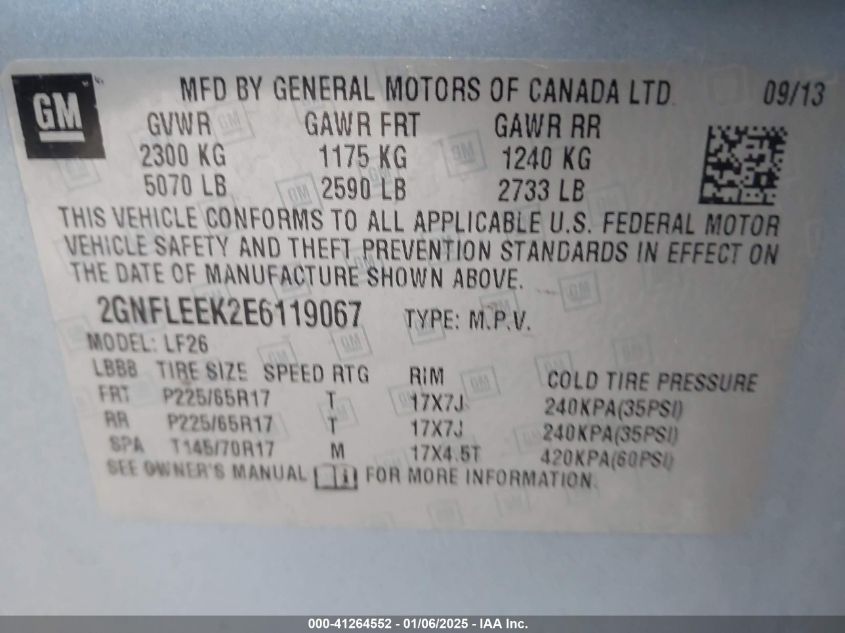 GM
MFD BY GENERAL MOTORS OF CANADA LTD. 09/13
GVWR GAWR FRT GAWR RR
2300 KG 1175 KG 1240 KG
5070 LB 2590 LB 2733 LB
THIS VEHICLE CONFORMS TO ALL APPLICABLE U.S. FEDERAL MOTOR
VEHICLE SAFETY AND THEFT PREVENTION STANDARDS IN EFFECT ON
THE DATE OF MANUFACTURE SHOWN ABOVE.
2GNFLEEK2E6119067 TYPE: M.P.V.
MODEL: LF26
LBBB TIRE SIZE SPEED RTG RIM COLD TIRE PRESSURE
FRT P225/65R17 T 17X7J 240KPA(35PSI)
RR P225/65R17 T 17X7J 240KPA(35PSI)
SPA T145/70R17 M 17X4.5T 420KPA(60PSI)
SEE OWNER'S MANUAL FOR MORE INFORMATION.
000-41264552 - 01/06/2025 - IAA Inc.